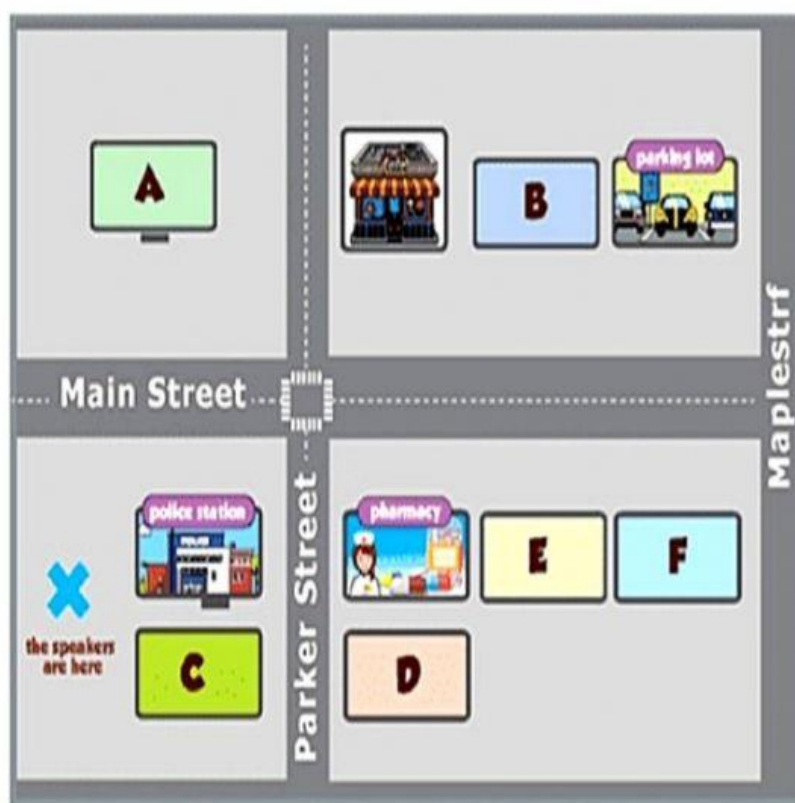 A
B
parking lot
Main Street
Maplestrf
police station
pharmacy
E
F
the speakers
are here
C
D
Parker Street